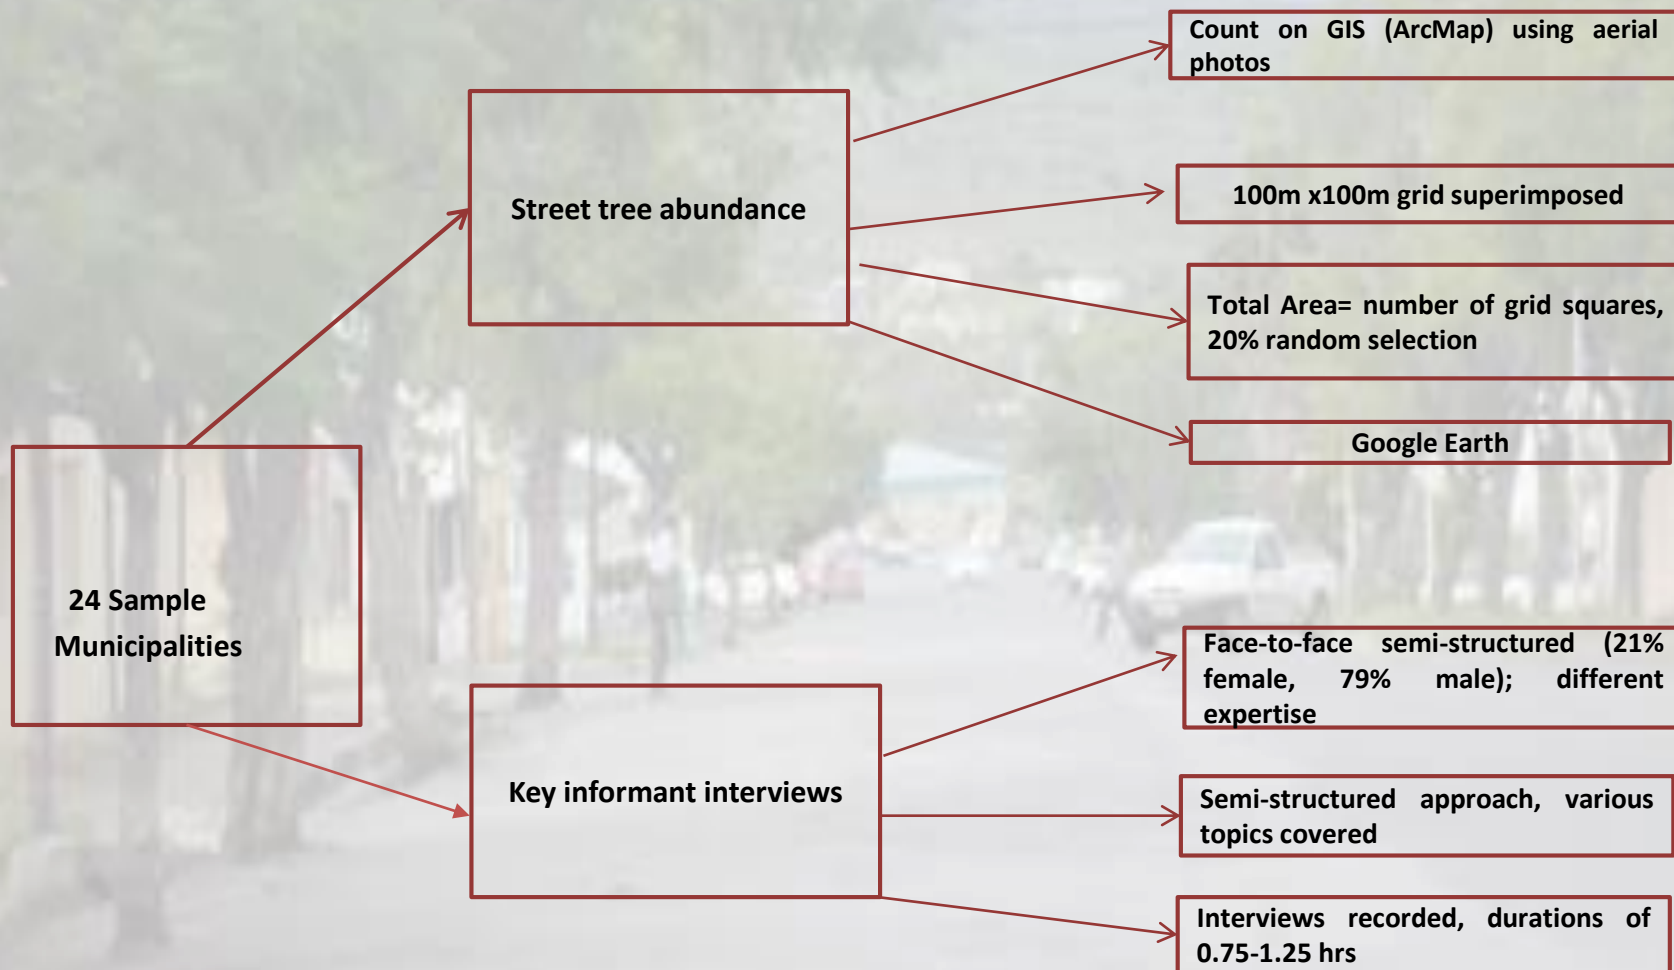 Count on GIS (ArcMap) using aerial
photos
Street tree abundance
100m x100m grid superimposed
Total Area= number of grid squares,
20% random selection
Google Earth
24 Sample
Municipalities
Face-to-face semi-structured (21%
female, 79% male); different
expertise
Key informant interviews
Semi-structured approach, various
topics covered
Interviews recorded, durations of
0.75-1.25 hrs